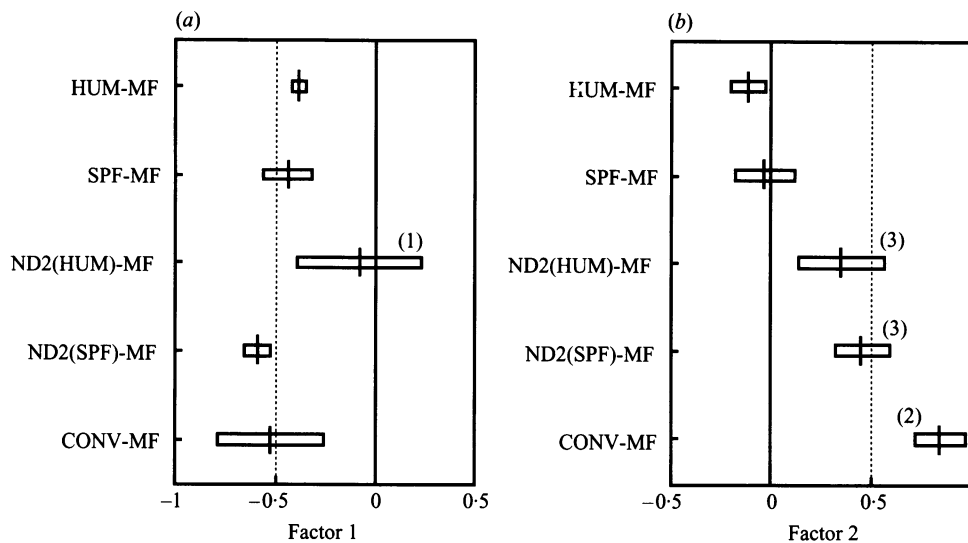 (a)
HUM-MF
SPF-MF
(1)
ND2(HUM)-MF
ND2(SPF)-MF
CONV-MF
−1
−0·5
0
0·5
Factor 1
(b)
HUM-MF
SPF-MF
(3)
ND2(HUM)-MF
(3)
ND2(SPF)-MF
(2)
CONV-MF
−0·5
0
0·5
Factor 2